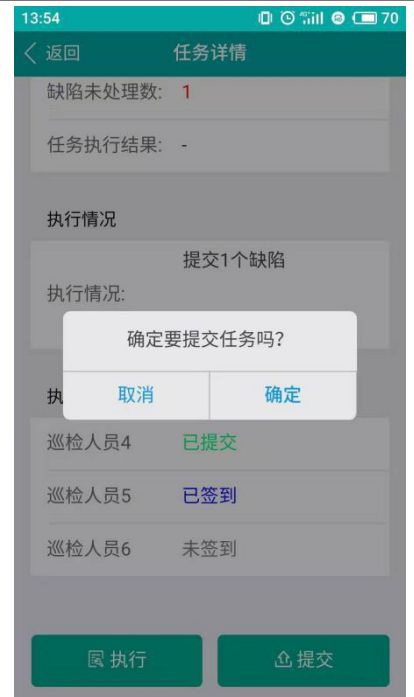 13:54 4G 70
返回 任务详情
缺陷未处理数: 1
任务执行结果: -
执行情况
提交1个缺陷
执行情况:
确定要提交任务吗?
取消 确定
执
巡检人员4 已提交
巡检人员5 已签到
巡检人员6 未签到
执行 提交